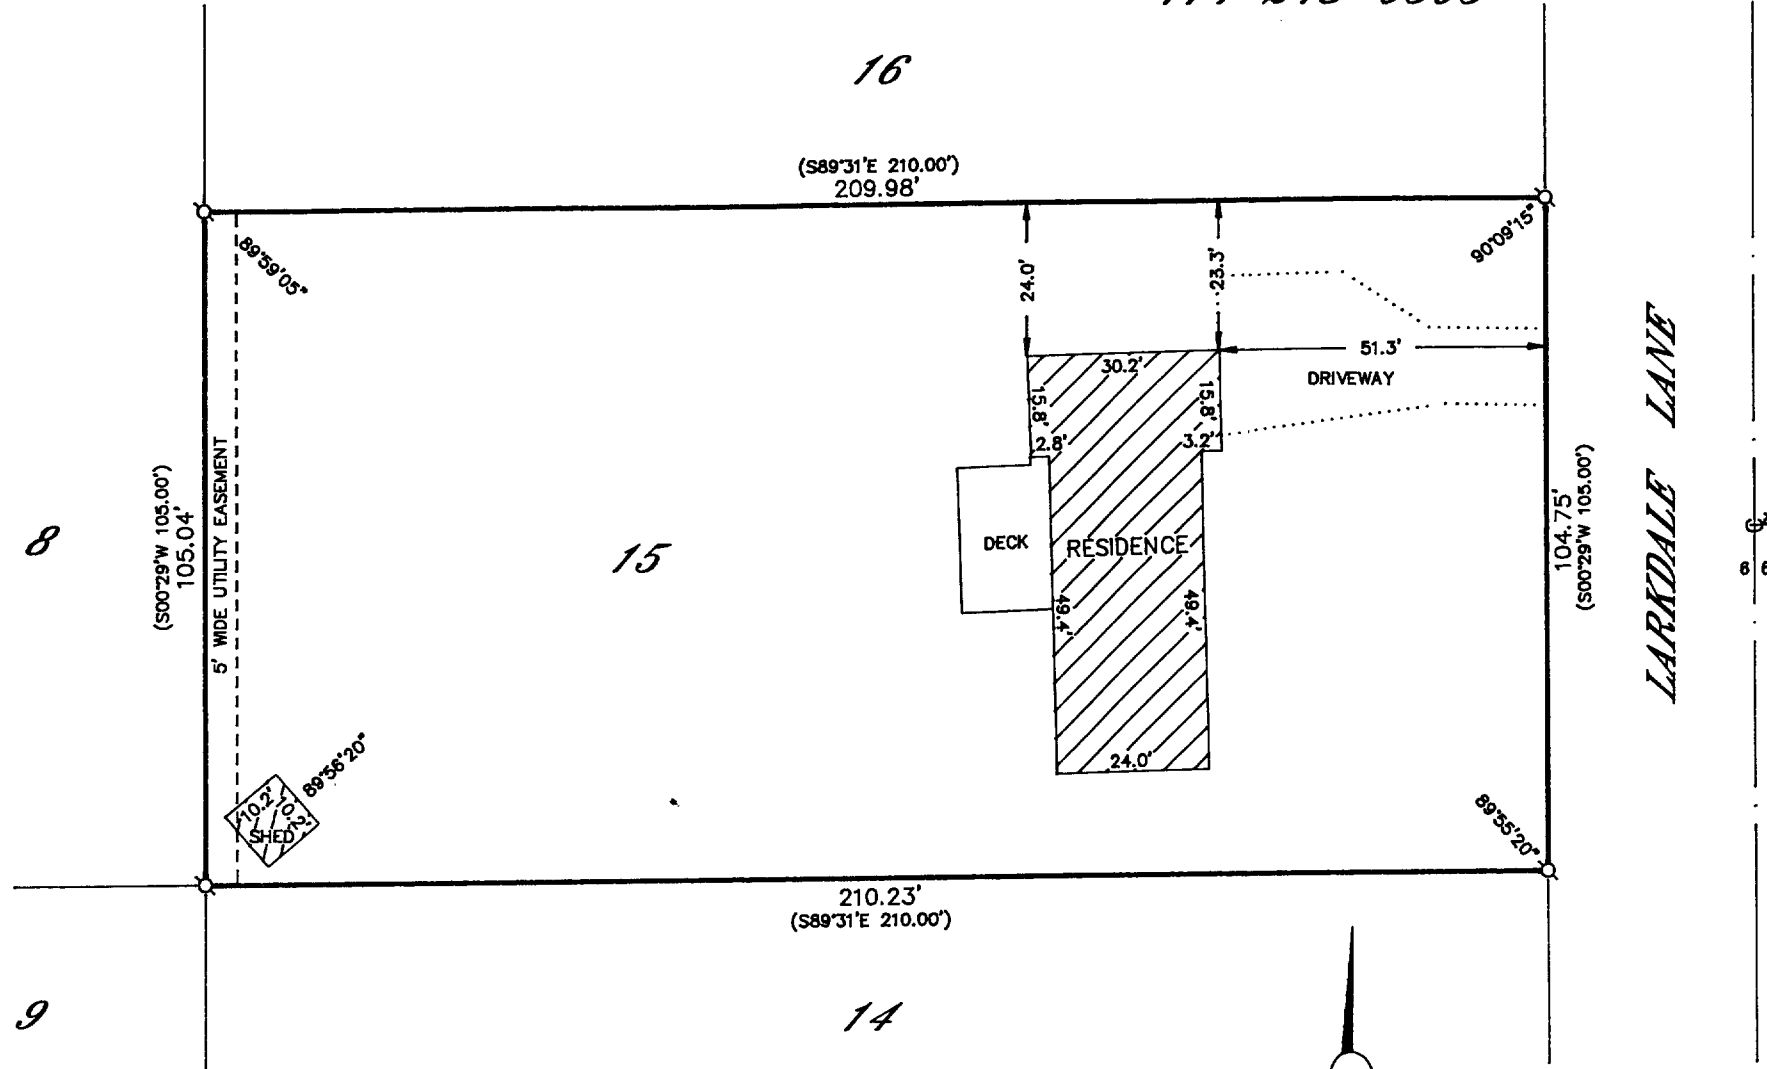 16
(S89°31'E 210.00')
209.98'
89°59'05"
90°09'15"
24.0'
23.3'
51.3'
DRIVEWAY
30.2'
15.8'
15.8'
2.8'
3.2'
8
(S00°29'W 105.00')
105.04'
5' WIDE UTILITY EASEMENT
15
DECK
RESIDENCE
49.4'
49.4'
24.0'
104.75'
(S00°29'W 105.00')
LARKDALE LANE
89°56'20"
10.2'
10.2'
SHED
89°55'20"
210.23'
(S89°31'E 210.00')
9
14